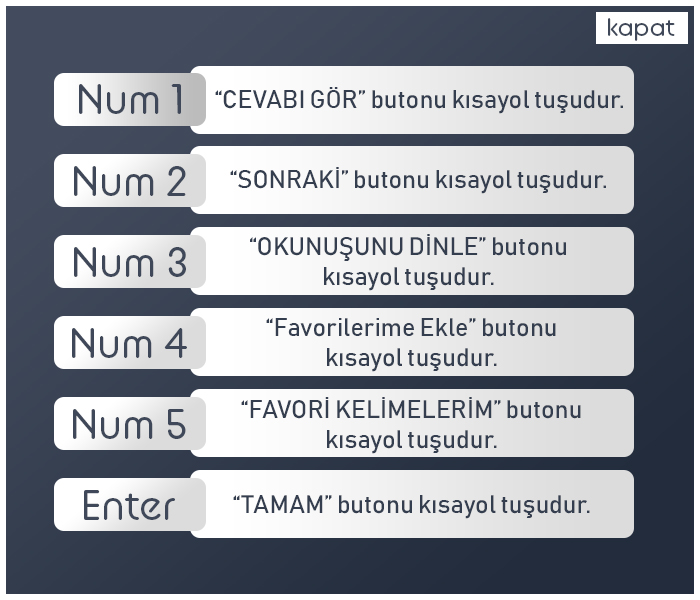 kapat
Num 1
“CEVABI GÖR” butonu kısayol tuşudur.
Num 2
“SONRAKİ” butonu kısayol tuşudur.
Num 3
“OKUNUŞUNU DİNLE” butonu
kısayol tuşudur.
Num 4
“Favorilerime Ekle” butonu
kısayol tuşudur.
Num 5
“FAVORİ KELİMELERİM” butonu
kısayol tuşudur.
Enter
“TAMAM” butonu kısayol tuşudur.